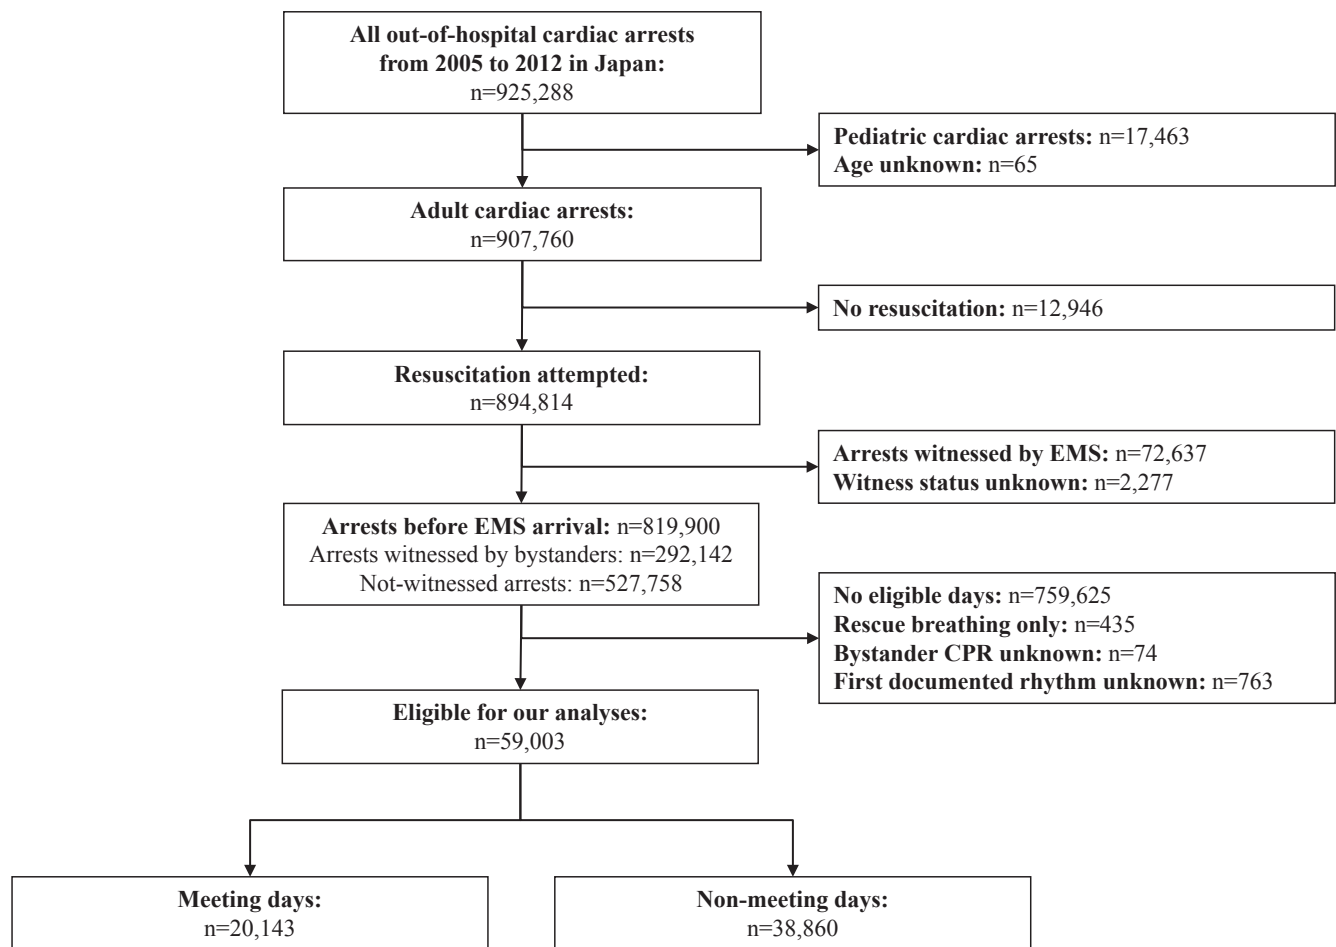 All out-of-hospital cardiac arrests
from 2005 to 2012 in Japan:
n=925,288
Pediatric cardiac arrests: n=17,463
Age unknown: n=65
Adult cardiac arrests:
n=907,760
No resuscitation: n=12,946
Resuscitation attempted:
n=894,814
Arrests witnessed by EMS: n=72,637
Witness status unknown: n=2,277
Arrests before EMS arrival: n=819,900
Arrests witnessed by bystanders: n=292,142
Not-witnessed arrests: n=527,758
No eligible days: n=759,625
Rescue breathing only: n=435
Bystander CPR unknown: n=74
First documented rhythm unknown: n=763
Eligible for our analyses:
n=59,003
Meeting days:
n=20,143
Non-meeting days:
n=38,860